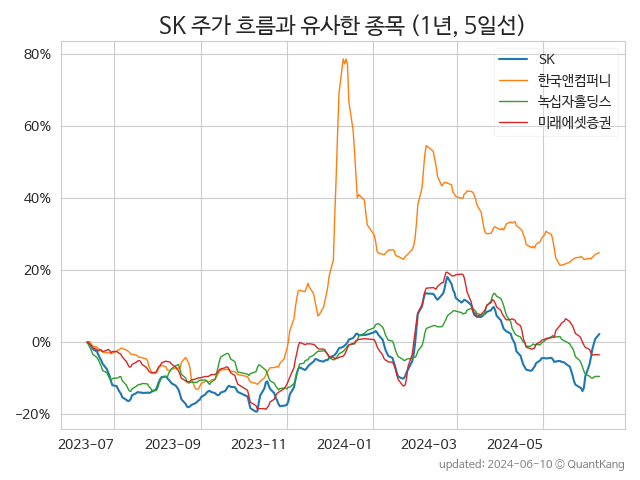 SK 주가 흐름과 유사한 종목 (1년, 5일선)
SK
한국앤컴퍼니
녹십자홀딩스
미래에셋증권
80%
60%
40%
20%
0%
−20%
2023-07
2023-09
2023-11
2024-01
2024-03
2024-05
updated: 2024-06-10 © QuantKang